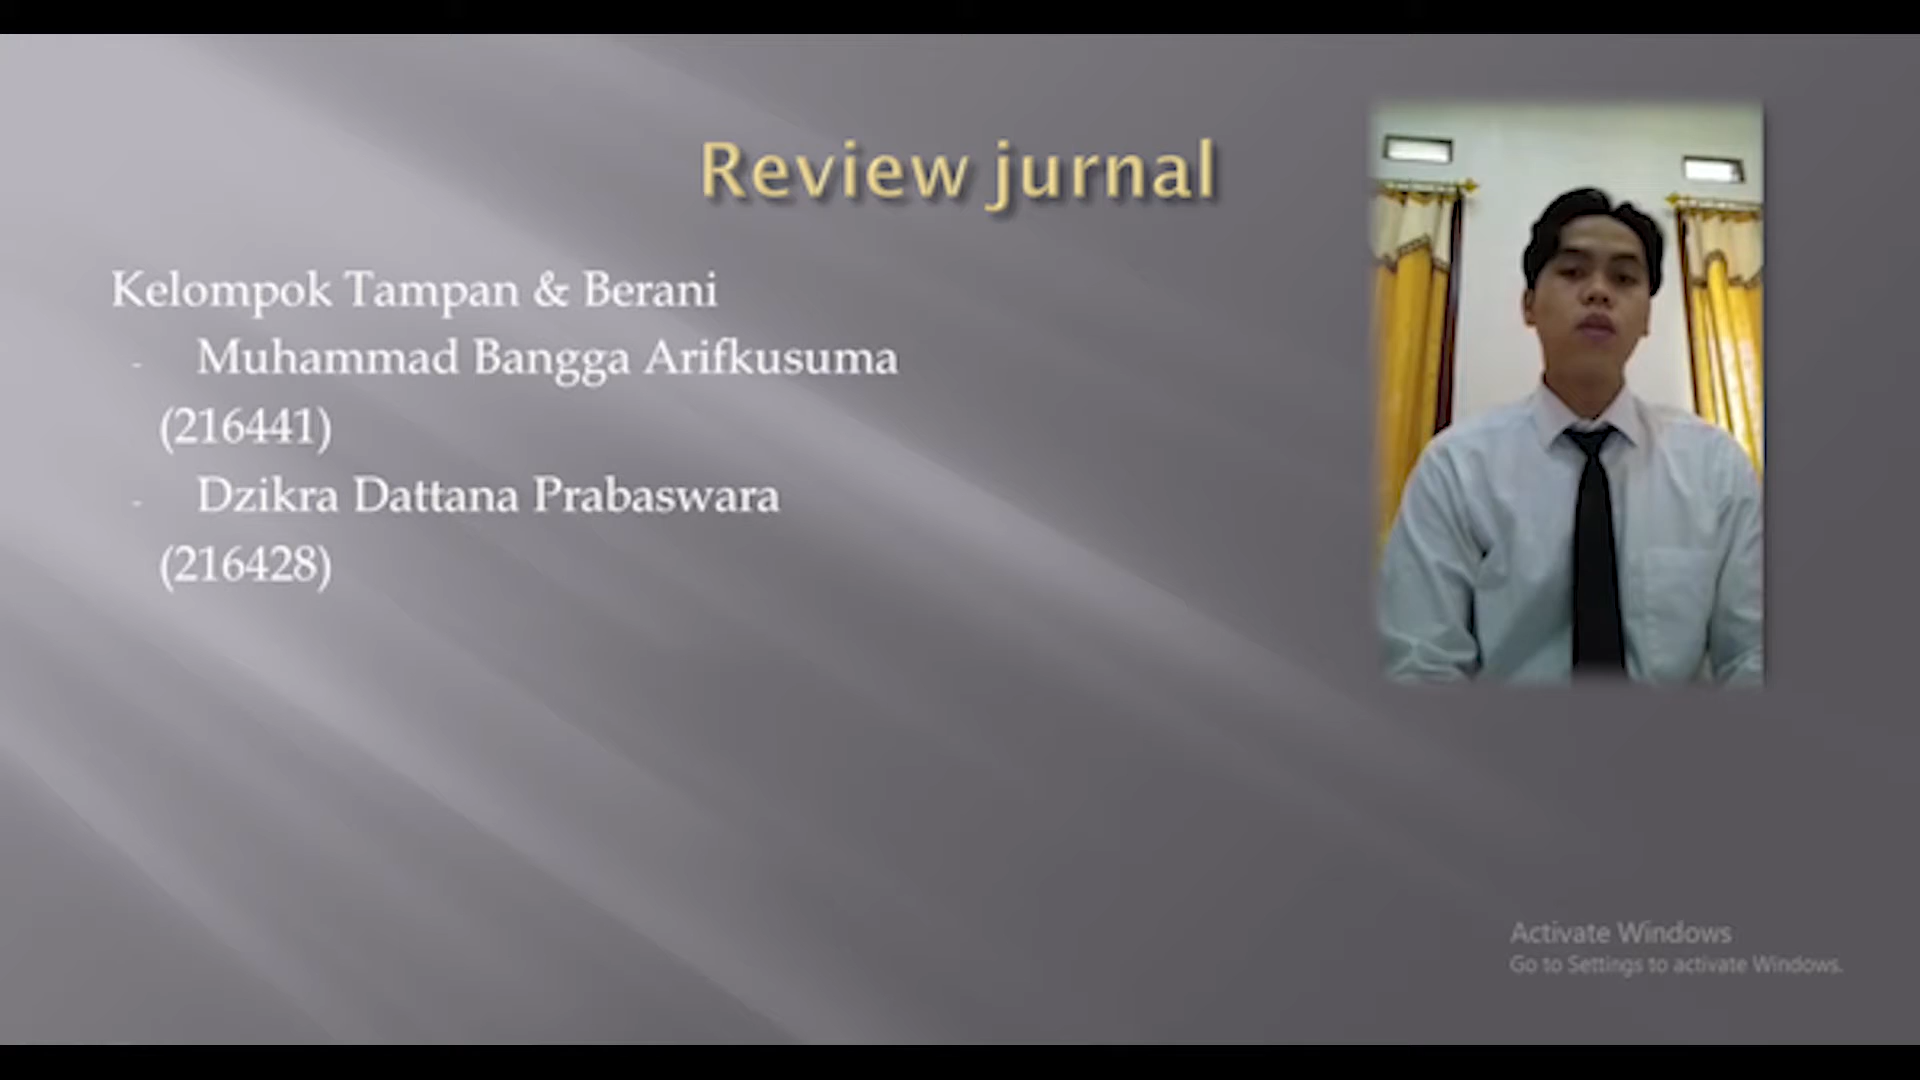 Review jurnal
Kelompok Tampan & Berani
- Muhammad Bangga Arifkusuma
(216441)
- Dzikra Dattana Prabaswara
(216428)
Activate Windows
Go to Settings to activate Windows.